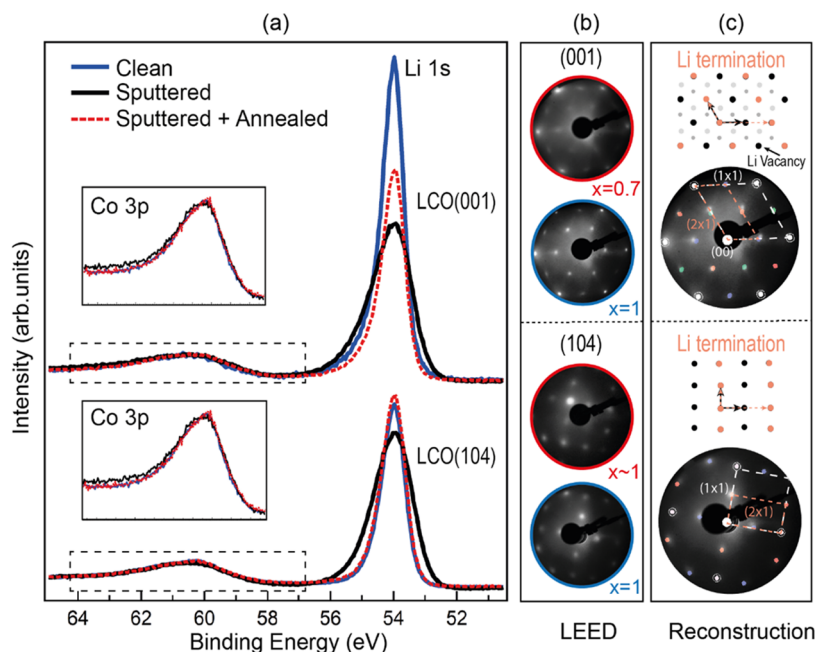 (a)
(b)
(c)
Clean
Sputtered
Sputtered + Annealed
Li 1s
LCO(001)
Co 3p
LCO(104)
Co 3p
Intensity (arb.units)
64 62 60 58 56 54 52
Binding Energy (eV)
(001)
x=0.7
x=1
(104)
x~1
x=1
LEED
Li termination
Li Vacancy
(1x1)
(2x1)
(00)
Li termination
(1x1)
(2x1)
Reconstruction